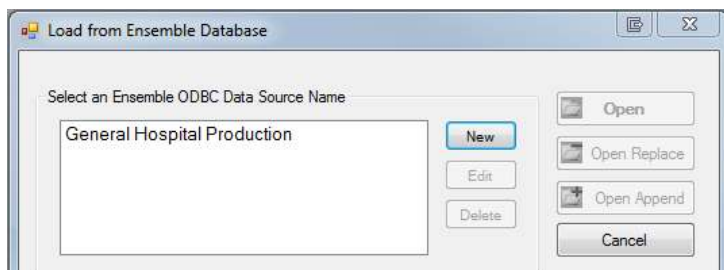 Load from Ensemble Database
Select an Ensemble ODBC Data Source Name
General Hospital Production
New
Edit
Delete
Open
Open Replace
Open Append
Cancel